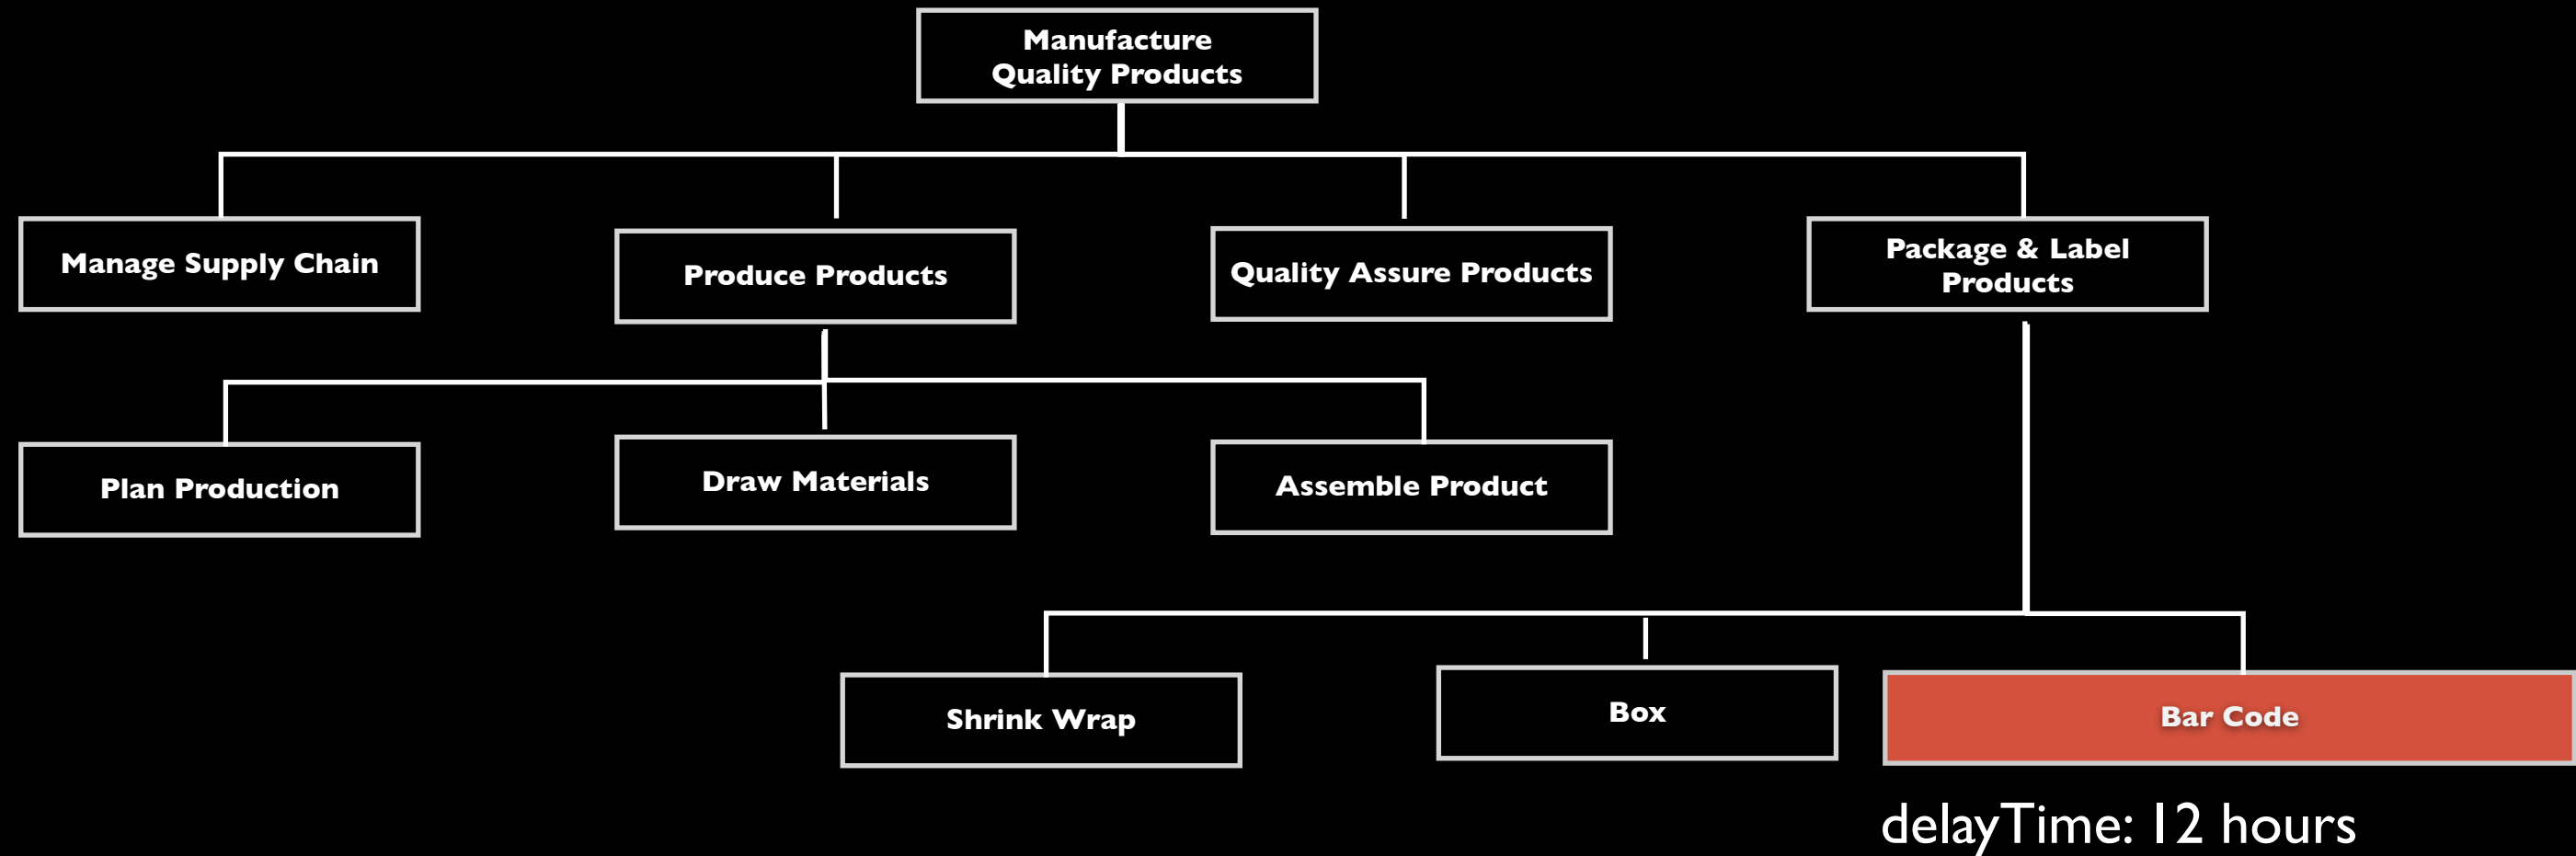 Manufacture
Quality Products
Manage Supply Chain
Produce Products
Quality Assure Products
Package & Label
Products
Plan Production
Draw Materials
Assemble Product
Shrink Wrap
Box
Bar Code
delayTime: 12 hours